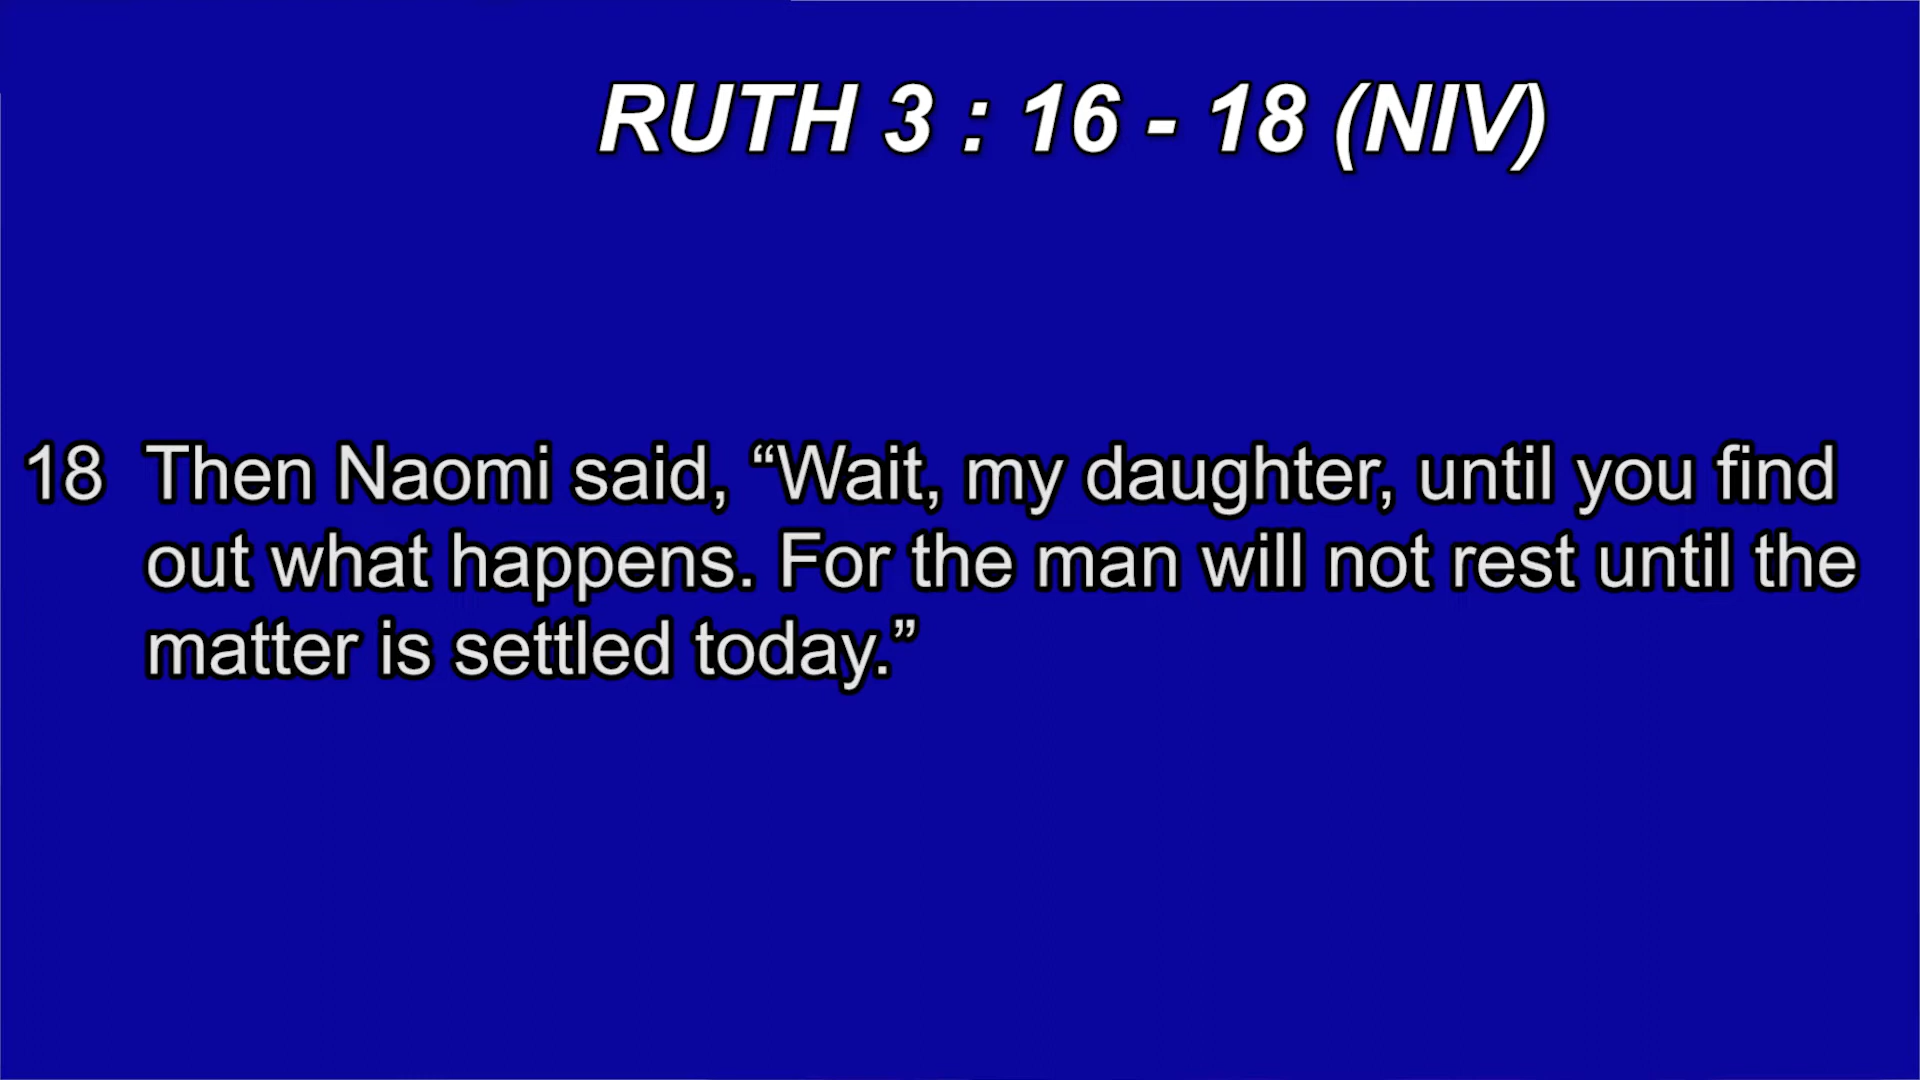 RUTH 3 : 16 - 18 (NIV)
18 Then Naomi said, “Wait, my daughter, until you find
out what happens. For the man will not rest until the
matter is settled today.”